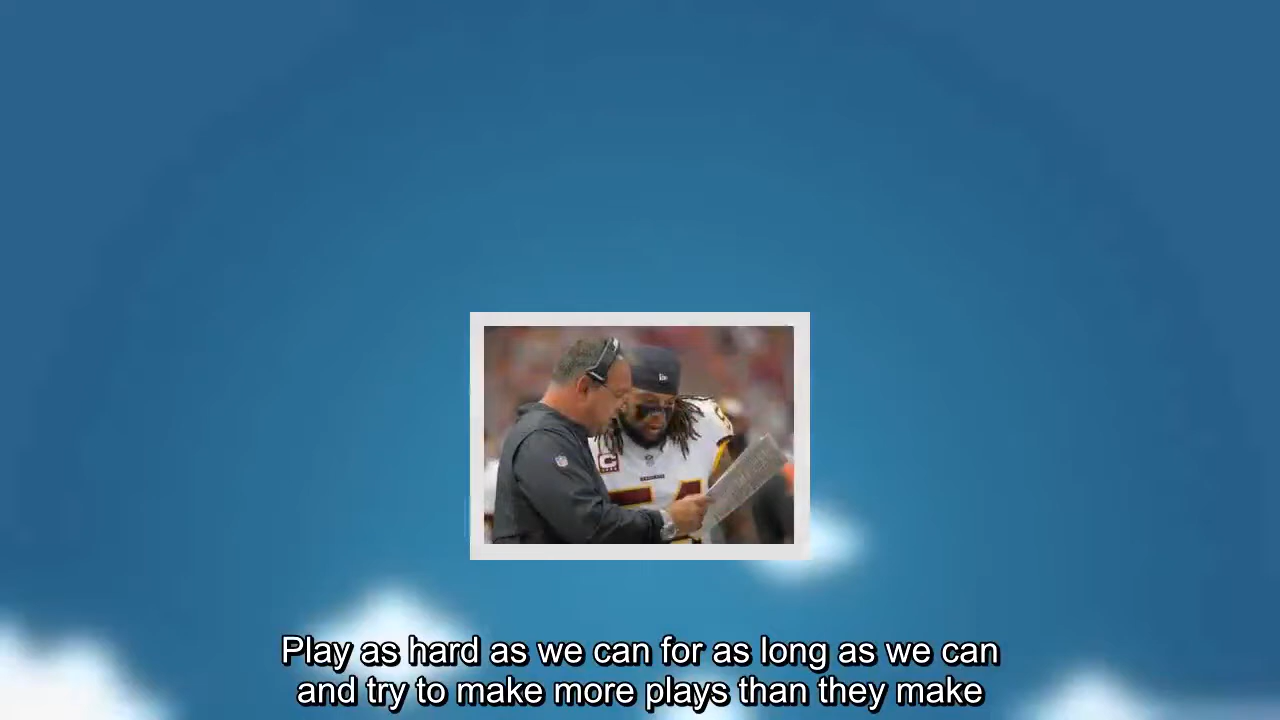 Play as hard as we can for as long as we can
and try to make more plays than they make
C
54